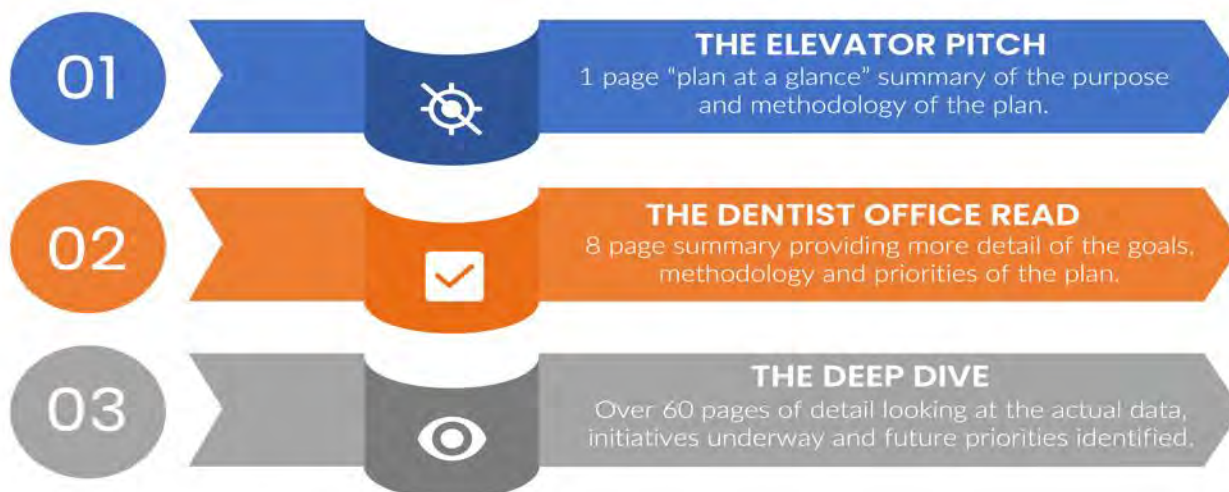 01
THE ELEVATOR PITCH
1 page “plan at a glance” summary of the purpose
and methodology of the plan.
02
THE DENTIST OFFICE READ
8 page summary providing more detail of the goals,
methodology and priorities of the plan.
03
THE DEEP DIVE
Over 60 pages of detail looking at the actual data,
initiatives underway and future priorities identified.